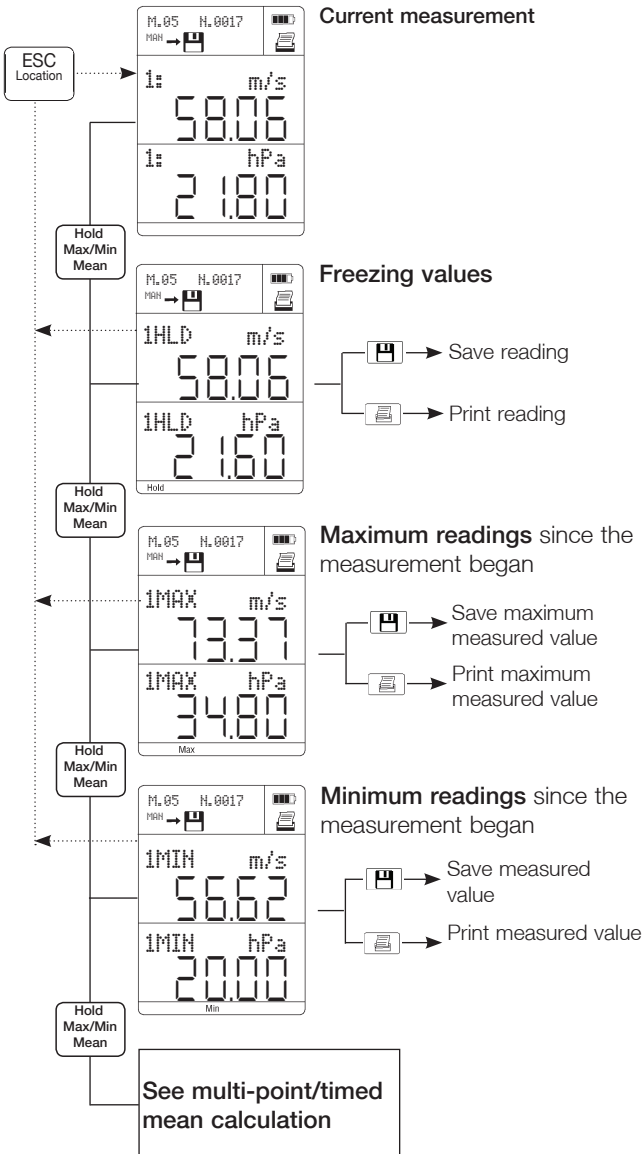 Current measurement
M.05 N.0017
MAN
ESC
Location
1: m/s
58.06
1: hPa
21.80
Hold
Max/Min
Mean
Freezing values
M.05 N.0017
MAN
1HLD m/s
58.06
Save reading
Print reading
1HLD hPa
21.60
Hold
Hold
Max/Min
Mean
Maximum readings since the
measurement began
M.05 N.0017
MAN
1MAX m/s
73.37
Save maximum
measured value
1MAX hPa
34.80
Print maximum
measured value
Max
Hold
Max/Min
Mean
Minimum readings since the
measurement began
M.05 N.0017
MAN
1MIN m/s
56.62
Save measured
value
1MIN hPa
20.00
Print measured value
Min
Hold
Max/Min
Mean
See multi-point/timed
mean calculation